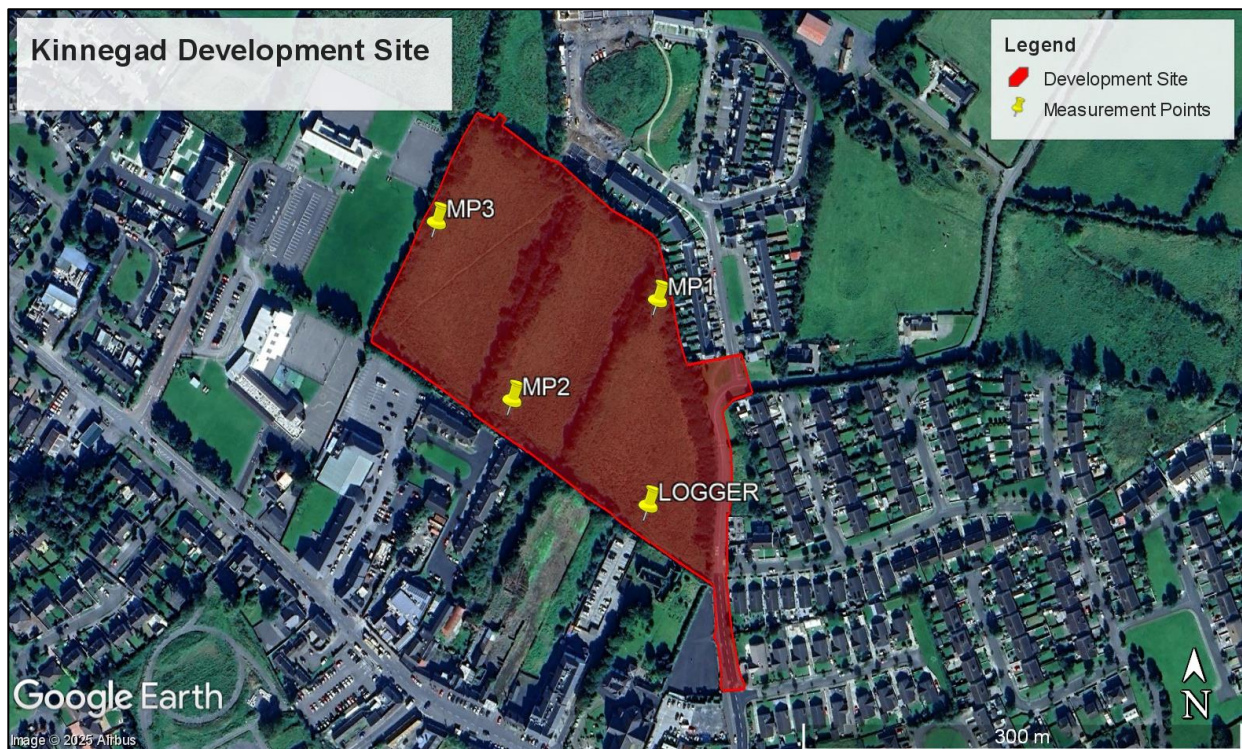 Kinnegad Development Site
Legend
Development Site
Measurement Points
MP3
MP1
MP2
LOGGER
Google Earth
N
Image © 2025 Airbus
300 m